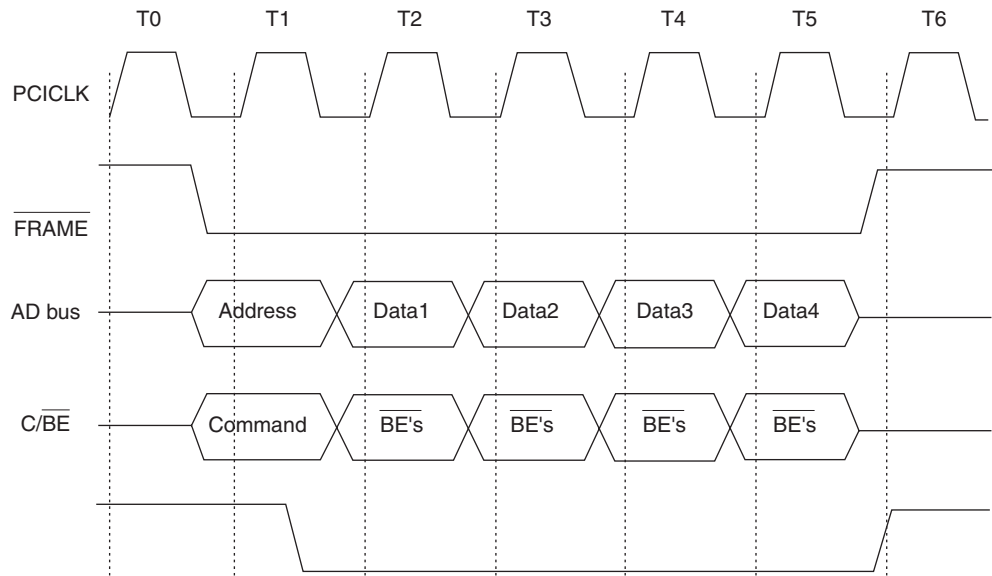 T0 T1 T2 T3 T4 T5 T6
PCICLK
FRAME
AD bus Address Data1 Data2 Data3 Data4
C/BE Command BE's BE's BE's BE's